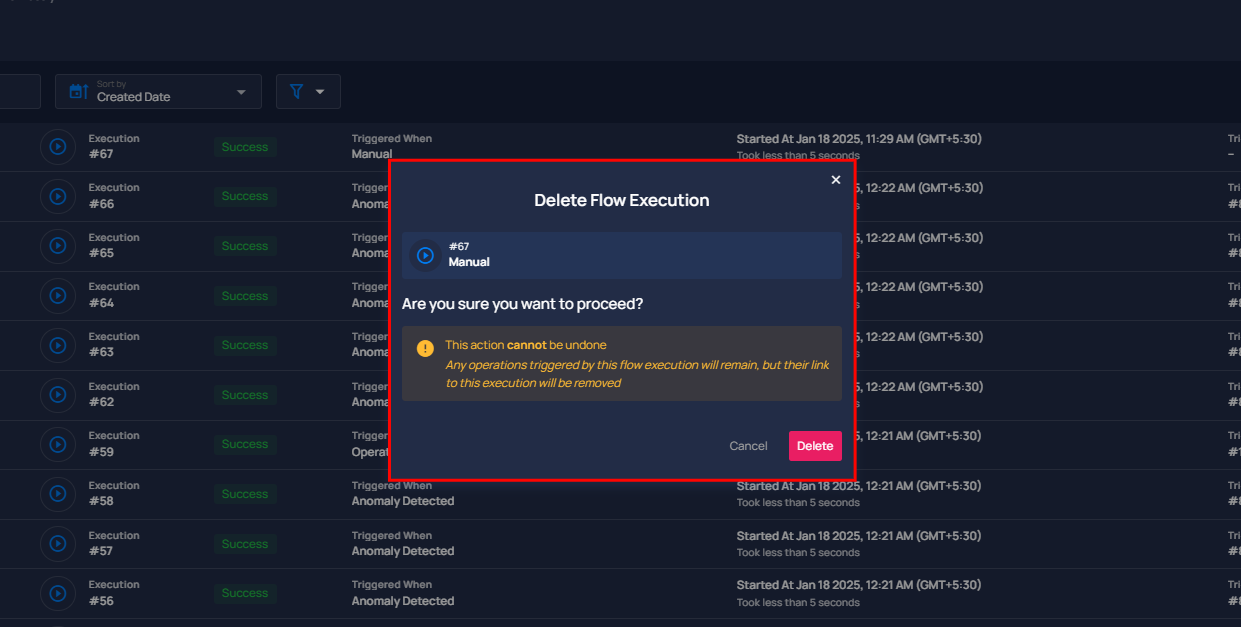 Sort by
Created Date
Execution
#67
Success
Triggered When
Manual
Started At Jan 18 2025, 11:29 AM (GMT+5:30)
Took less than 5 seconds
Tri
–
Execution
#66
Success
Trigger
Anoma
5, 12:22 AM (GMT+5:30)
s
Tri
#8
Execution
#65
Success
Trigger
Anoma
5, 12:22 AM (GMT+5:30)
s
Tri
#8
Execution
#64
Success
Trigger
Anoma
5, 12:22 AM (GMT+5:30)
s
Tri
#8
Execution
#63
Success
Trigger
Anoma
5, 12:22 AM (GMT+5:30)
s
Tri
#8
Execution
#62
Success
Trigger
Anoma
5, 12:22 AM (GMT+5:30)
s
Tri
#8
Execution
#59
Success
Trigger
Operat
5, 12:21 AM (GMT+5:30)
s
Tri
#1
Delete Flow Execution
#67
Manual
Are you sure you want to proceed?
This action cannot be undone
Any operations triggered by this flow execution will remain, but their link
to this execution will be removed
Cancel
Delete
Execution
#58
Success
Triggered When
Anomaly Detected
Started At Jan 18 2025, 12:21 AM (GMT+5:30)
Took less than 5 seconds
Tri
#8
Execution
#57
Success
Triggered When
Anomaly Detected
Started At Jan 18 2025, 12:21 AM (GMT+5:30)
Took less than 5 seconds
Tri
#8
Execution
#56
Success
Triggered When
Anomaly Detected
Started At Jan 18 2025, 12:21 AM (GMT+5:30)
Took less than 5 seconds
Tri
#8